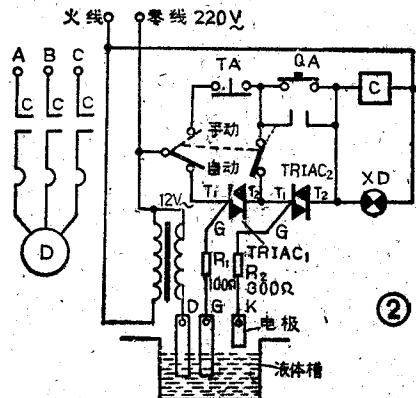 火线 零线 220V~
A B C
TA QA
C C C
C
手动
自动
TRIAC₂ XD
12V~ T₁ T₂ T₁ T₂
G G
TRIAC₁
D
R₁ R₂
100Ω 300Ω
D G K
电极
②
液体槽